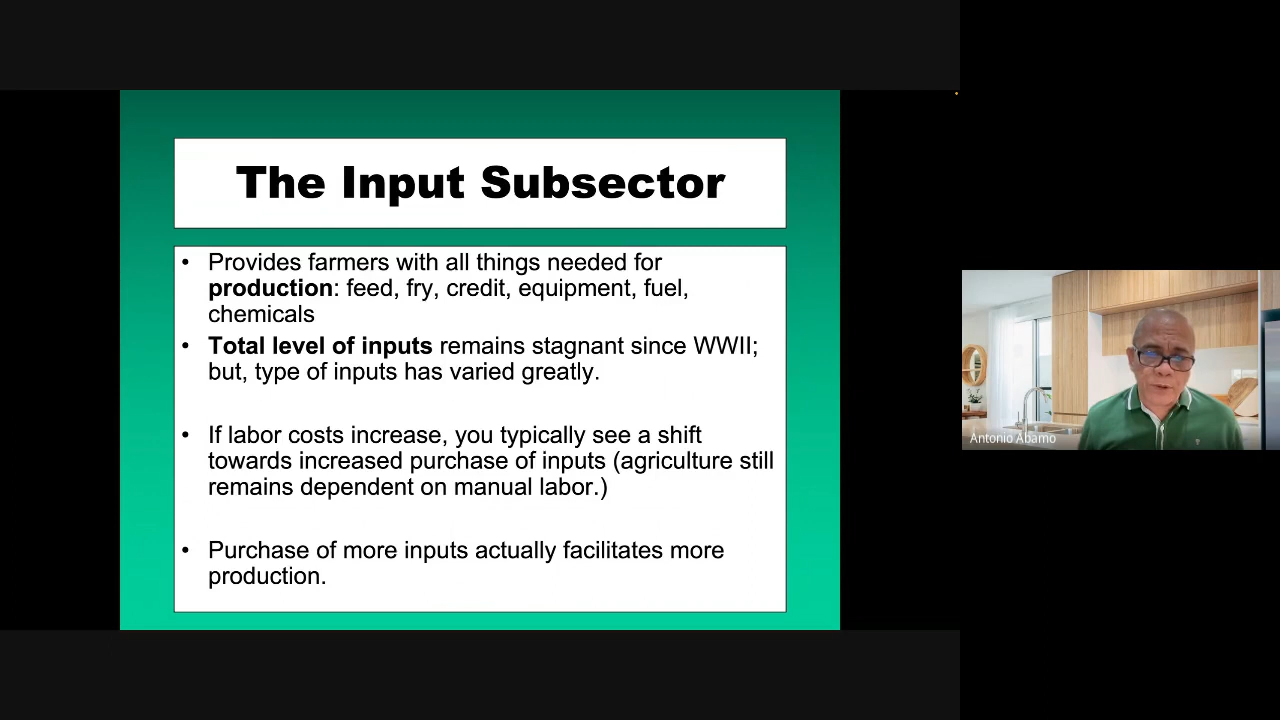 The Input Subsector
• Provides farmers with all things needed for
production: feed, fry, credit, equipment, fuel,
chemicals
• Total level of inputs remains stagnant since WWII;
but, type of inputs has varied greatly.
• If labor costs increase, you typically see a shift
towards increased purchase of inputs (agriculture still
remains dependent on manual labor.)
• Purchase of more inputs actually facilitates more
production.
Antonio Abamo